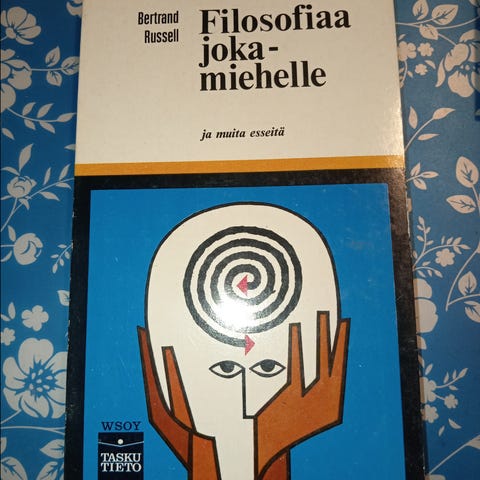 Bertrand
Russell
Filosofiaa
joka-
miehelle
ja muita esseitä
WSOY
TASKU
TIETO